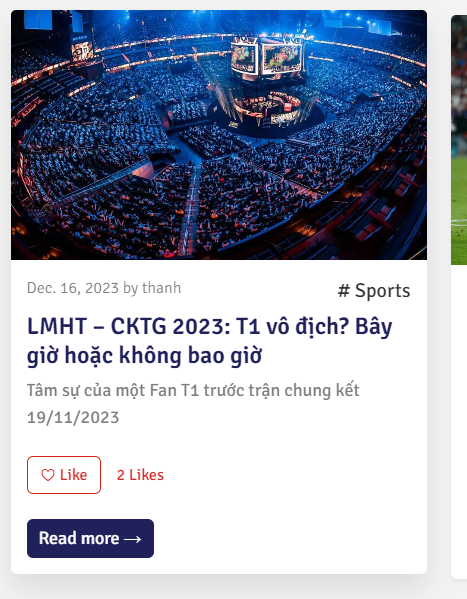 Dec. 16, 2023 by thanh
# Sports
LMHT – CKTG 2023: T1 vô địch? Bây
giờ hoặc không bao giờ
Tâm sự của một Fan T1 trước trận chung kết
19/11/2023
♡ Like
2 Likes
Read more →